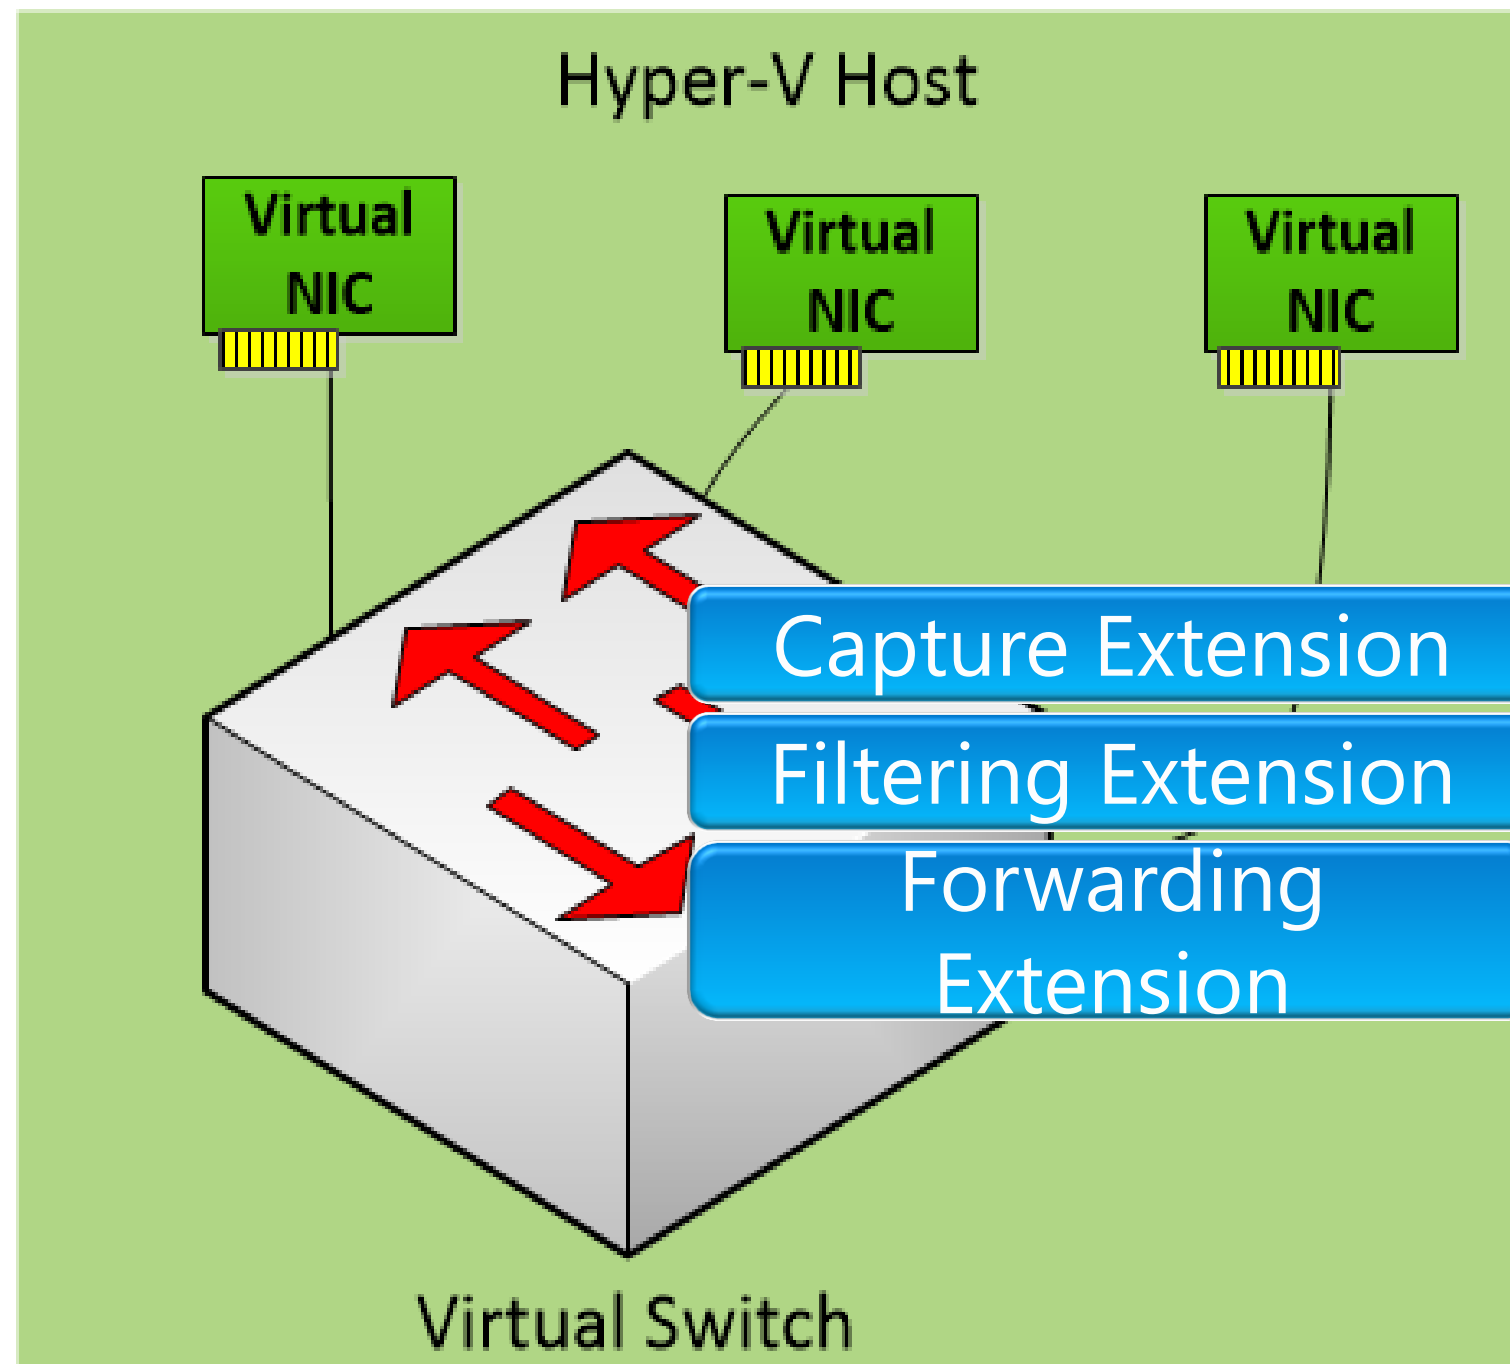 Hyper-V Host
Virtual
NIC
Virtual
NIC
Virtual
NIC
Capture Extension
Filtering Extension
Forwarding
Extension
Virtual Switch